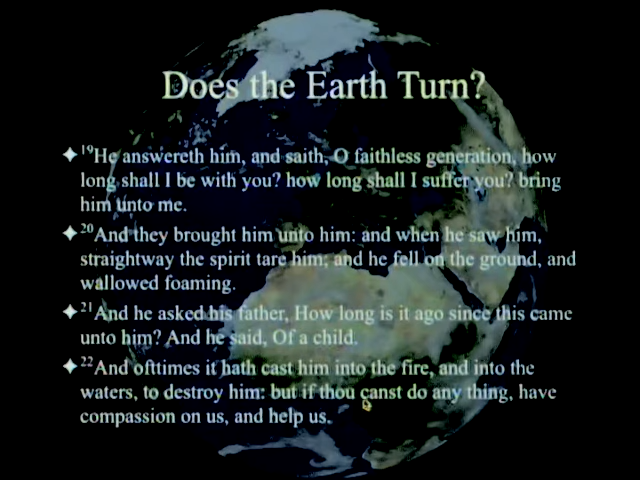 Does the Earth Turn?
✦ 19He answereth him, and saith, O faithless generation, how
long shall I be with you? how long shall I suffer you? bring
him unto me.
✦ 20And they brought him unto him: and when he saw him,
straightway the spirit tare him; and he fell on the ground, and
wallowed foaming.
✦ 21And he asked his father, How long is it ago since this came
unto him? And he said, Of a child.
✦ 22And ofttimes it hath cast him into the fire, and into the
waters, to destroy him: but if thou canst do any thing, have
compassion on us, and help us.